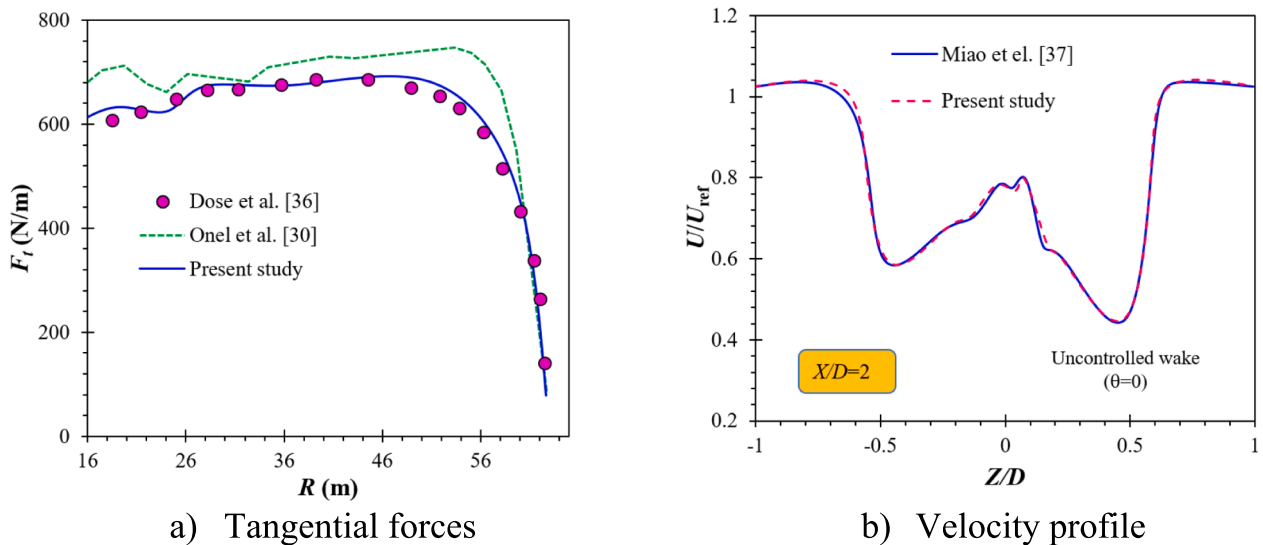 800
600
400
200
0
16
26
36
46
56
F_t (N/m)
R (m)
Dose et al. [36]
Onel et al. [30]
Present study
a) Tangential forces
1.2
1
0.8
0.6
0.4
0.2
-1
-0.5
0
0.5
1
U/U_ref
Z/D
Miao et el. [37]
Present study
X/D=2
Uncontrolled wake
(θ=0)
b) Velocity profile